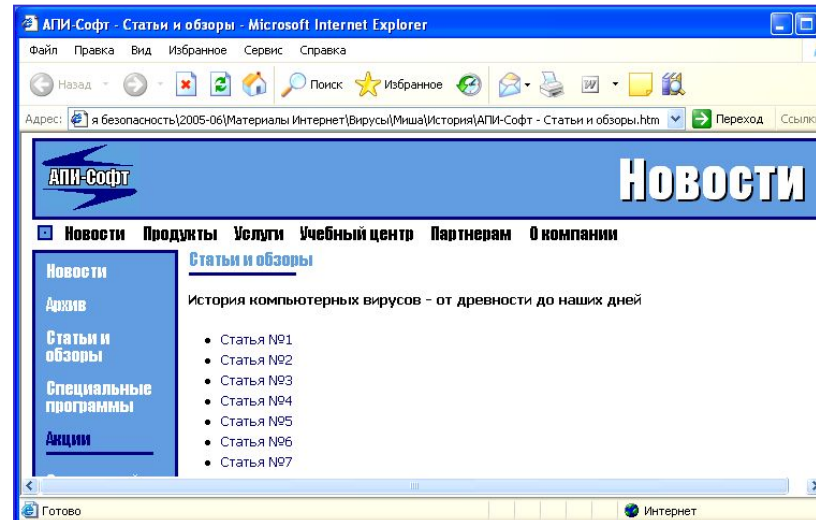 АПИ-Софт - Статьи и обзоры - Microsoft Internet Explorer
Файл Правка Вид Избранное Сервис Справка
Назад Поиск Избранное
Адрес: я безопасность\2005-06\Материалы Интернет\Вирусы\Миша\История\АПИ-Софт - Статьи и обзоры.htm Переход Ссылки
АПИ-Софт
Новости
Новости Продукты Услуги Учебный центр Партнерам О компании
Новости
Архив
Статьи и
обзоры
Специальные
программы
Акции
Статьи и обзоры
История компьютерных вирусов - от древности до наших дней
Статья №1
Статья №2
Статья №3
Статья №4
Статья №5
Статья №6
Статья №7
Готово Интернет